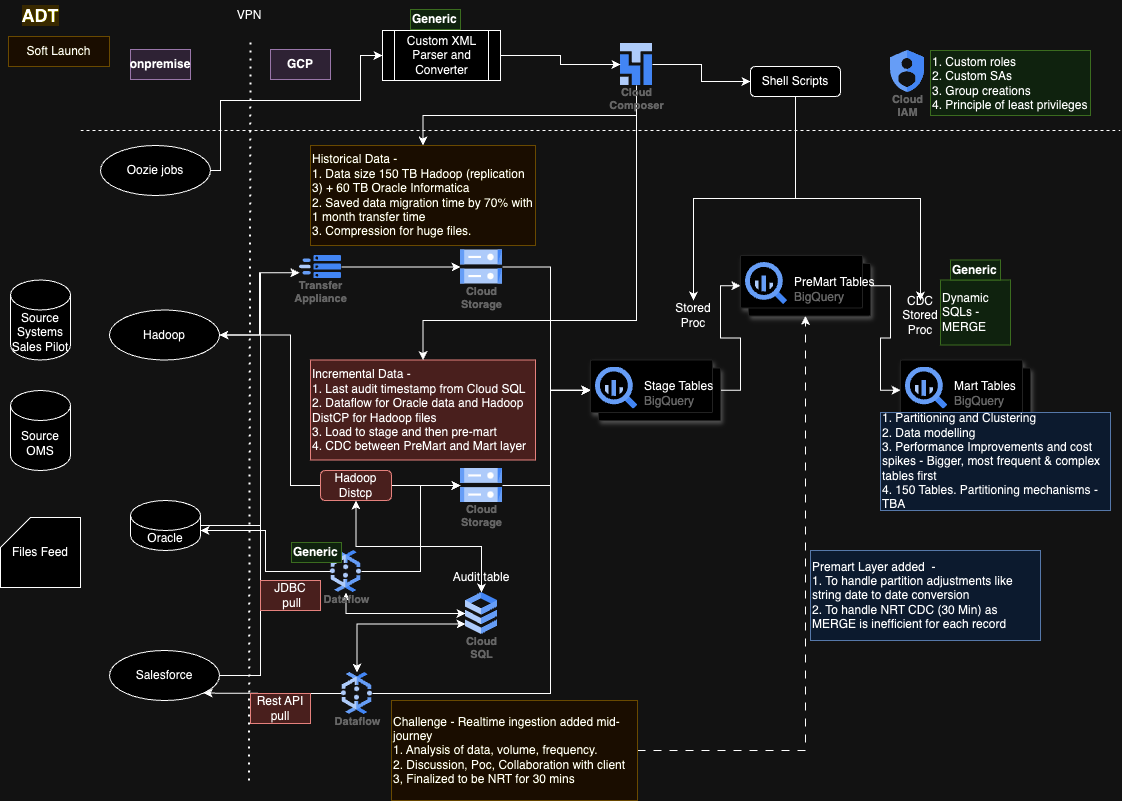 ADT
VPN
Soft Launch
onpremise
GCP
Generic
Custom XML
Parser and
Converter
Cloud
Composer
Shell Scripts
Cloud
IAM
1. Custom roles
2. Custom SAs
3. Group creations
4. Principle of least privileges
Oozie jobs
Historical Data -
1. Data size 150 TB Hadoop (replication
3) + 60 TB Oracle Informatica
2. Saved data migration time by 70% with
1 month transfer time
3. Compression for huge files.
Transfer
Appliance
Cloud
Storage
Source
Systems
Sales Pilot
Hadoop
Stored
Proc
PreMart Tables
BigQuery
CDC
Stored
Proc
Generic
Dynamic
SQLs -
MERGE
Incremental Data -
1. Last audit timestamp from Cloud SQL
2. Dataflow for Oracle data and Hadoop
DistCP for Hadoop files
3. Load to stage and then pre-mart
4. CDC between PreMart and Mart layer
Stage Tables
BigQuery
Mart Tables
BigQuery
1. Partitioning and Clustering
2. Data modelling
3. Performance Improvements and cost
spikes - Bigger, most frequent & complex
tables first
4. 150 Tables. Partitioning mechanisms -
TBA
Source
OMS
Hadoop
Distcp
Cloud
Storage
Oracle
Files Feed
Generic
Dataflow
JDBC
pull
Audit table
Cloud
SQL
Premart Layer added -
1. To handle partition adjustments like
string date to date conversion
2. To handle NRT CDC (30 Min) as
MERGE is inefficient for each record
Salesforce
Rest API
pull
Dataflow
Challenge - Realtime ingestion added mid-
journey
1. Analysis of data, volume, frequency.
2. Discussion, Poc, Collaboration with client
3, Finalized to be NRT for 30 mins